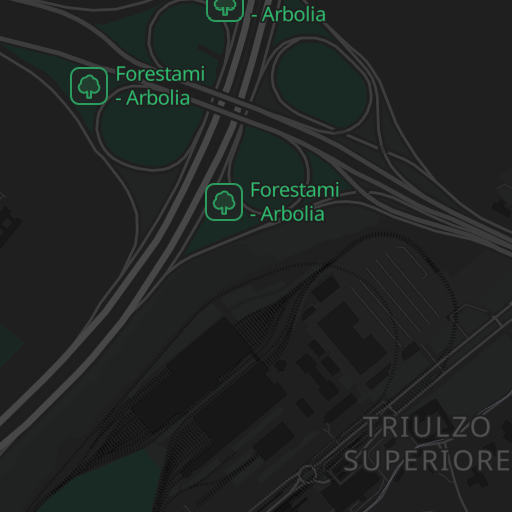 - Arbolia
Forestami
- Arbolia
Forestami
- Arbolia
TRIULZO
SUPERIORE